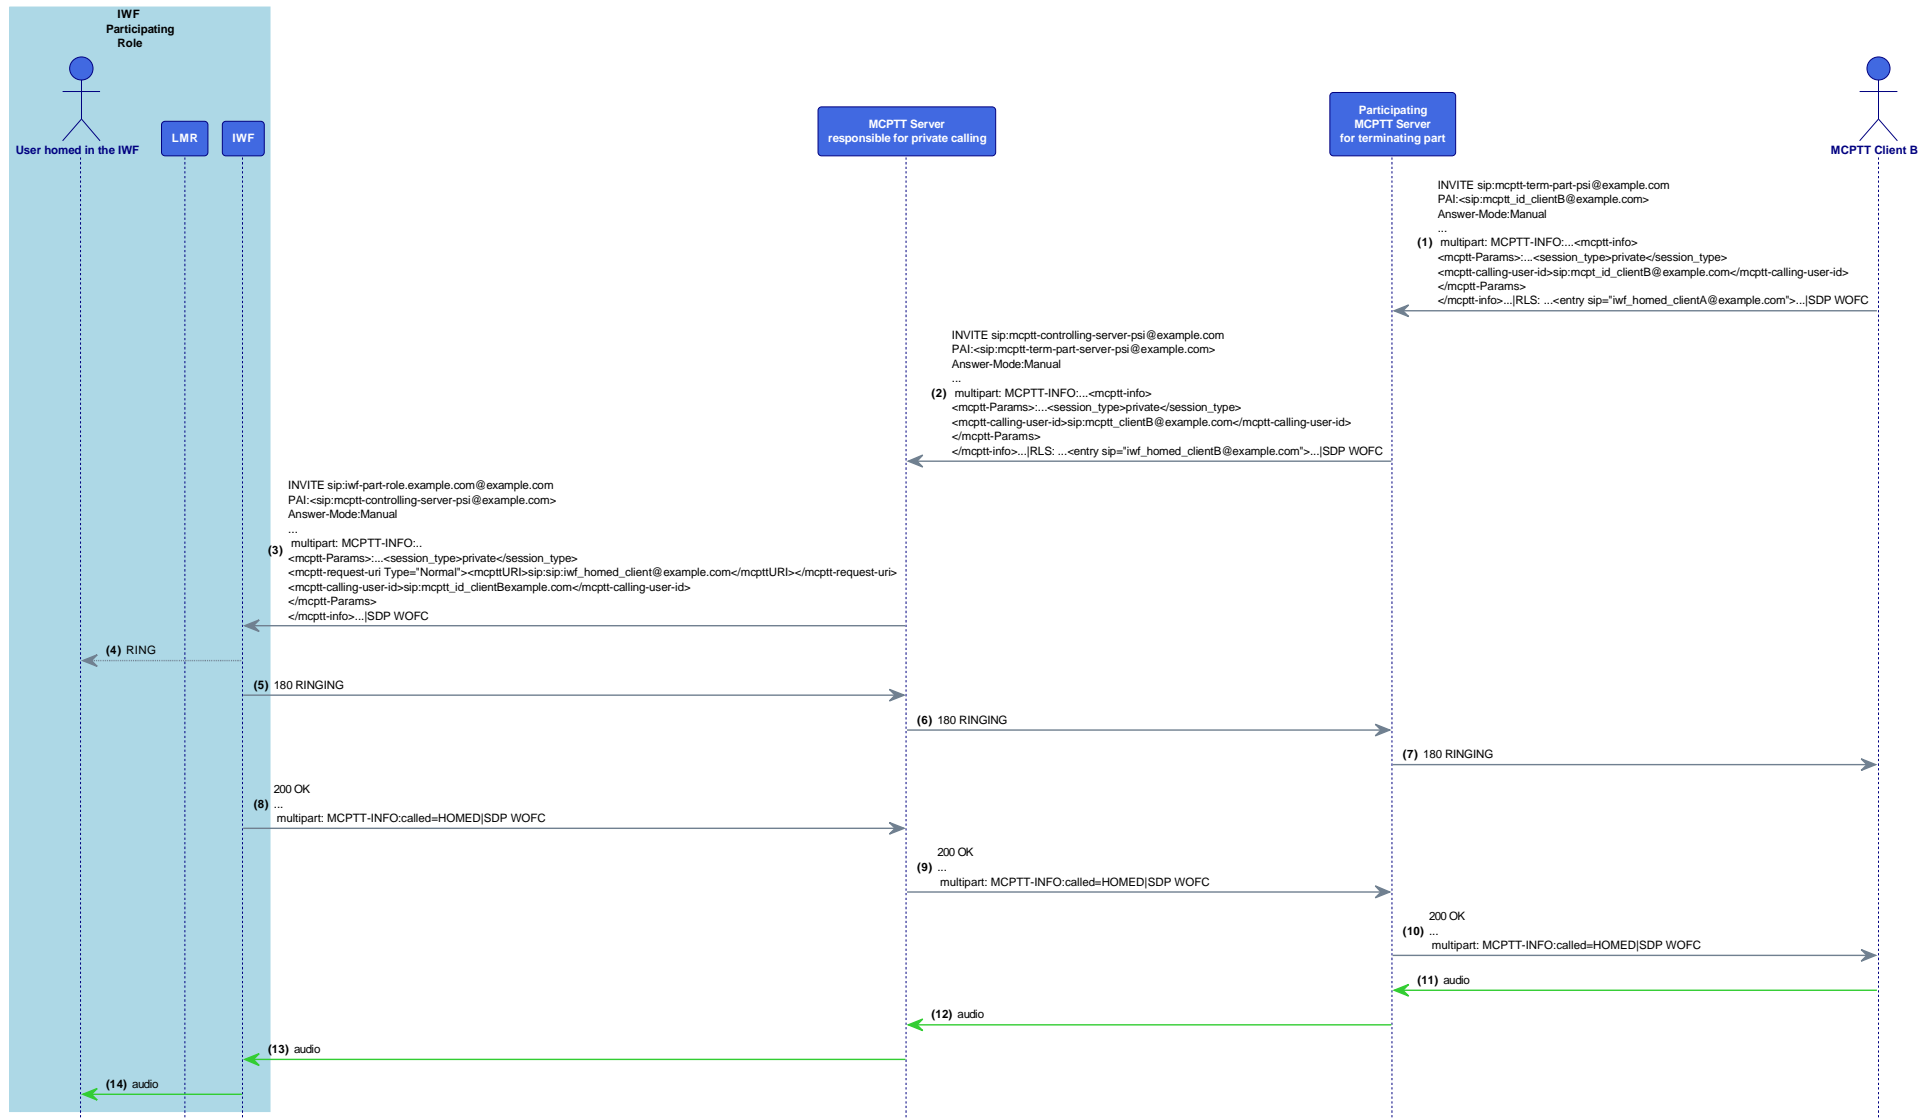 IWF
Participating
Role
User homed in the IWF
LMR
IWF
MCPTT Server
responsible for private calling
Participating
MCPTT Server
for terminating part
MCPTT Client B
INVITE sip:mcptt-term-part-psi@example.com
PAI:<sip:mcptt_id_clientB@example.com>
Answer-Mode:Manual
...
(1) multipart: MCPTT-INFO:...<mcptt-info>
<mcptt-Params>:...<session_type>private</session_type>
<mcptt-calling-user-id>sip:mcpt_id_clientB@example.com</mcptt-calling-user-id>
</mcptt-Params>
</mcptt-info>...|RLS: ...<entry sip="iwf_homed_clientA@example.com">...|SDP WOFC
INVITE sip:mcptt-controlling-server-psi@example.com
PAI:<sip:mcptt-term-part-server-psi@example.com>
Answer-Mode:Manual
...
(2) multipart: MCPTT-INFO:...<mcptt-info>
<mcptt-Params>:...<session_type>private</session_type>
<mcptt-calling-user-id>sip:mcptt_clientB@example.com</mcptt-calling-user-id>
</mcptt-Params>
</mcptt-info>...|RLS: ...<entry sip="iwf_homed_clientB@example.com">...|SDP WOFC
INVITE sip:iwf-part-role.example.com@example.com
PAI:<sip:mcptt-controlling-server-psi@example.com>
Answer-Mode:Manual
...
(3) multipart: MCPTT-INFO:..
<mcptt-Params>:...<session_type>private</session_type>
<mcptt-request-uri Type="Normal"><mcpttURI>sip:sip:iwf_homed_client@example.com</mcpttURI></mcptt-request-uri>
<mcptt-calling-user-id>sip:mcptt_id_clientBexample.com</mcptt-calling-user-id>
</mcptt-Params>
</mcptt-info>...|SDP WOFC
(4) RING
(5) 180 RINGING
(6) 180 RINGING
(7) 180 RINGING
200 OK
(8) ...
multipart: MCPTT-INFO:called=HOMED|SDP WOFC
200 OK
(9) ...
multipart: MCPTT-INFO:called=HOMED|SDP WOFC
200 OK
(10) ...
multipart: MCPTT-INFO:called=HOMED|SDP WOFC
(11) audio
(12) audio
(13) audio
(14) audio